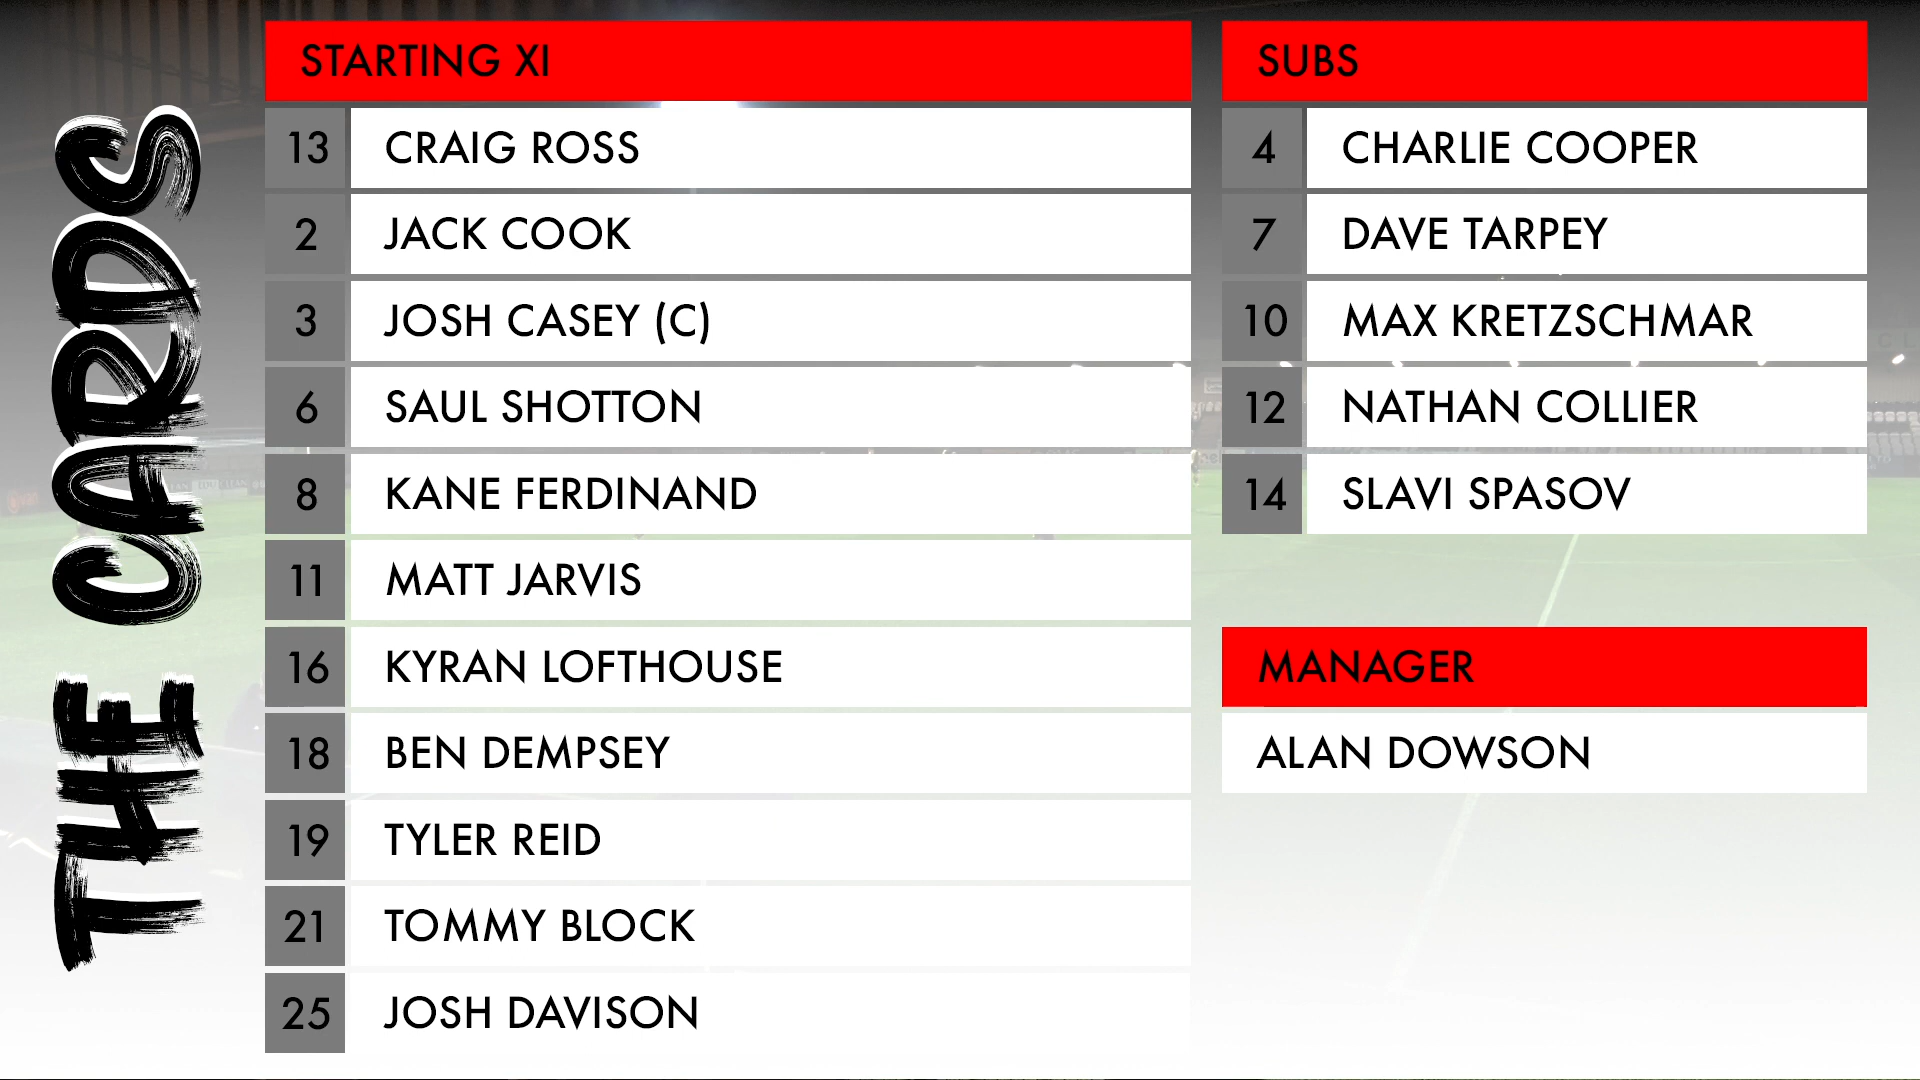 THE CARDS
STARTING XI
13 CRAIG ROSS
2 JACK COOK
3 JOSH CASEY (C)
6 SAUL SHOTTON
8 KANE FERDINAND
11 MATT JARVIS
16 KYRAN LOFTHOUSE
18 BEN DEMPSEY
19 TYLER REID
21 TOMMY BLOCK
25 JOSH DAVISON
SUBS
4 CHARLIE COOPER
7 DAVE TARPEY
10 MAX KRETZSCHMAR
12 NATHAN COLLIER
14 SLAVI SPASOV
MANAGER
ALAN DOWSON